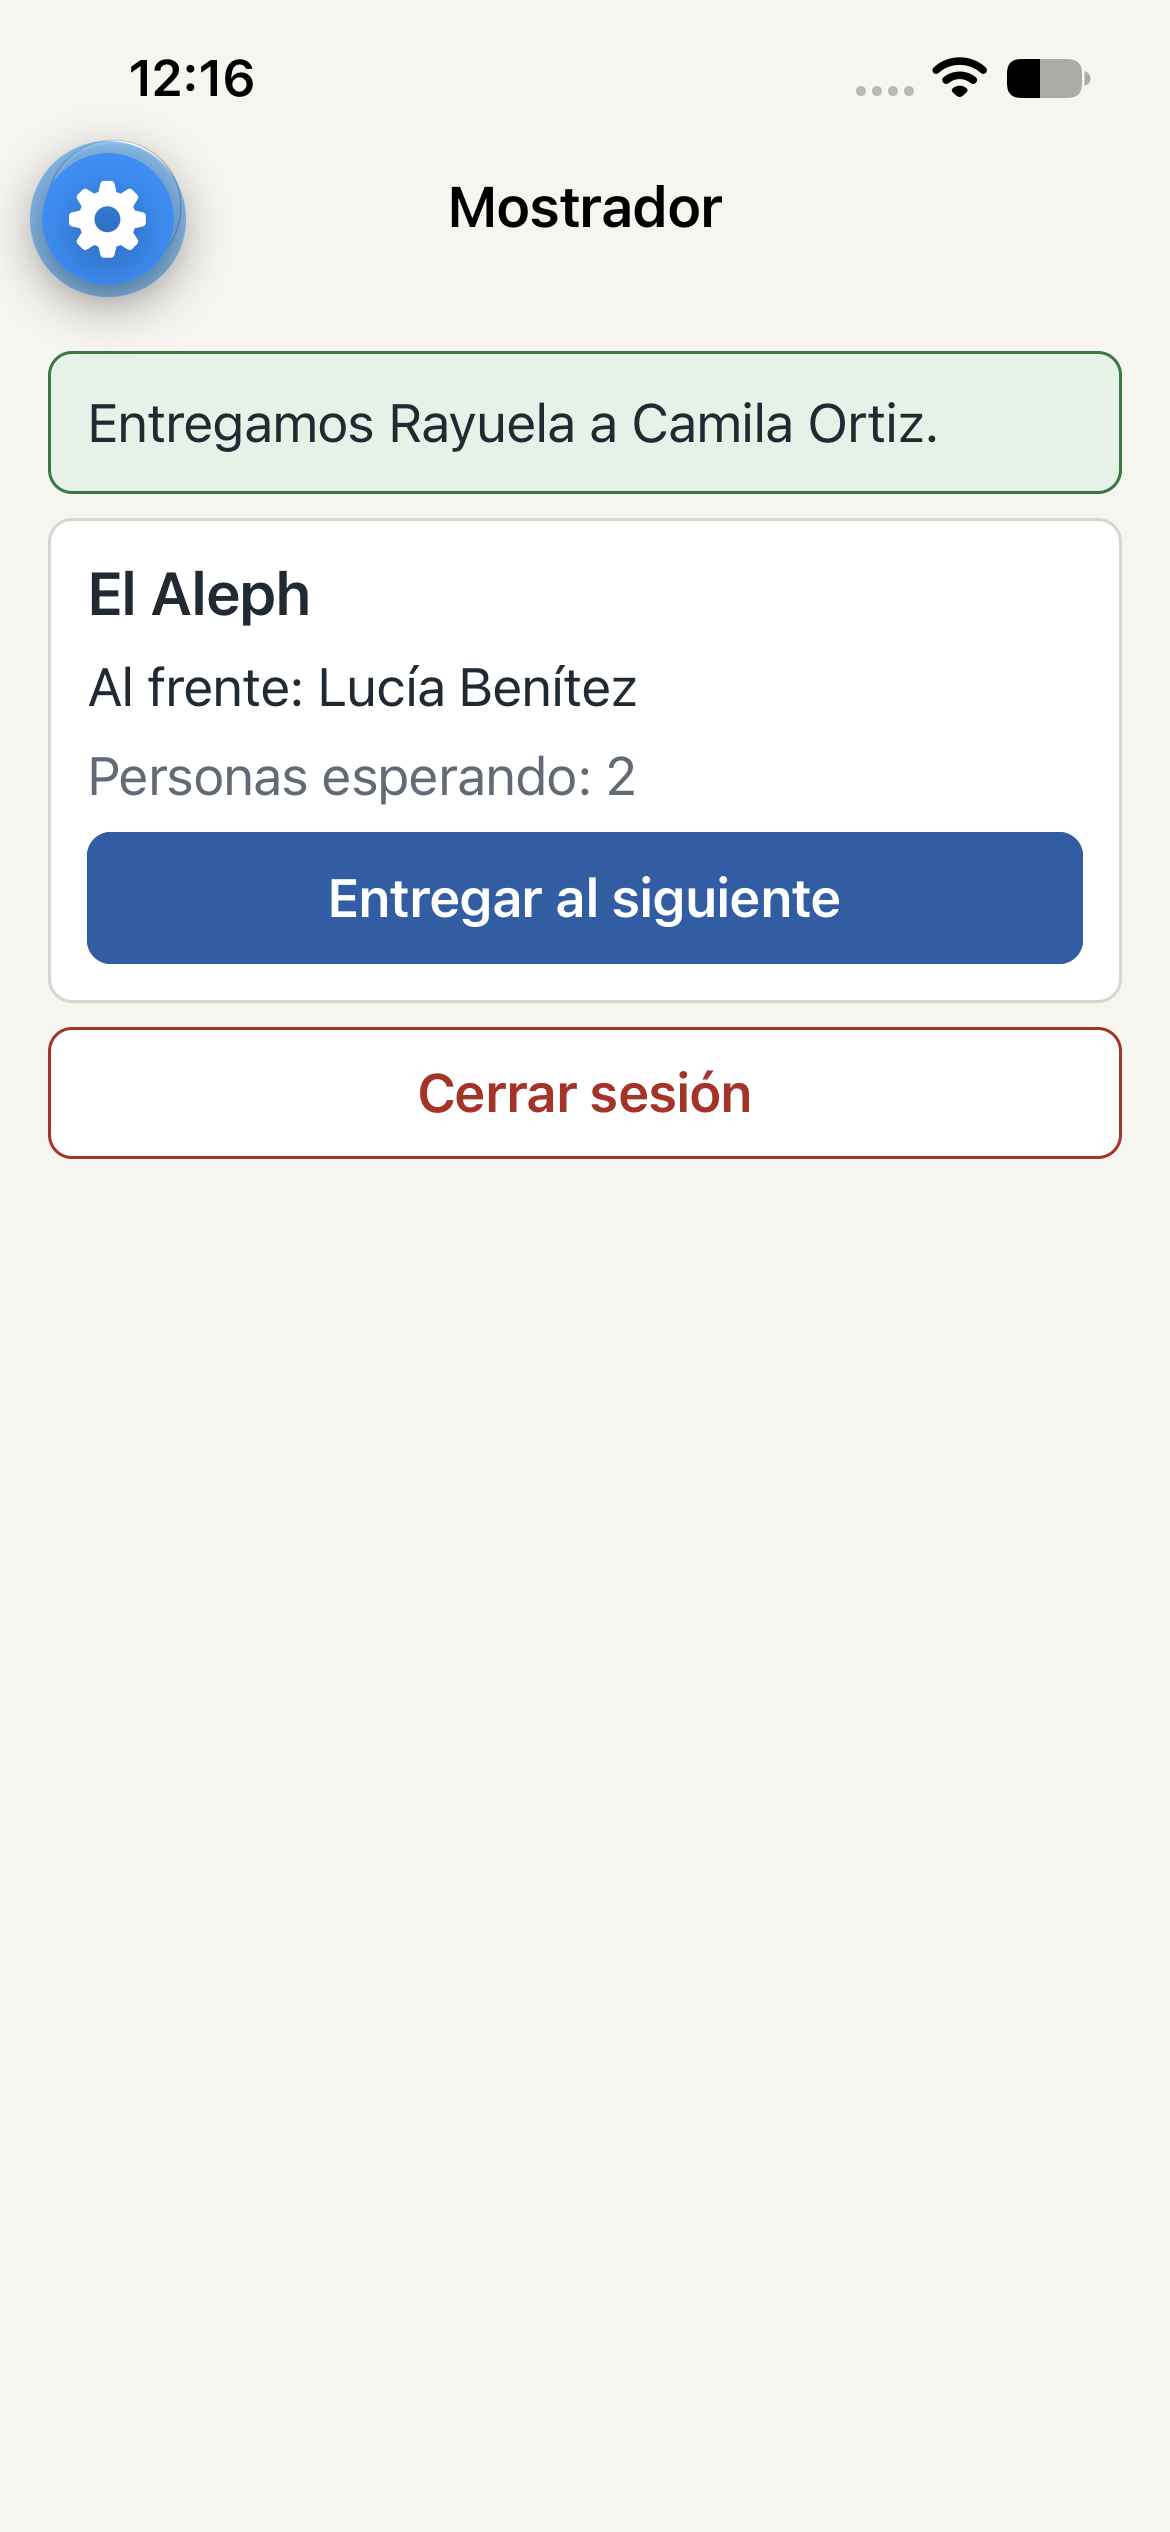 12:16
Mostrador
Entregamos Rayuela a Camila Ortiz.
El Aleph
Al frente: Lucía Benítez
Personas esperando: 2
Entregar al siguiente
Cerrar sesión